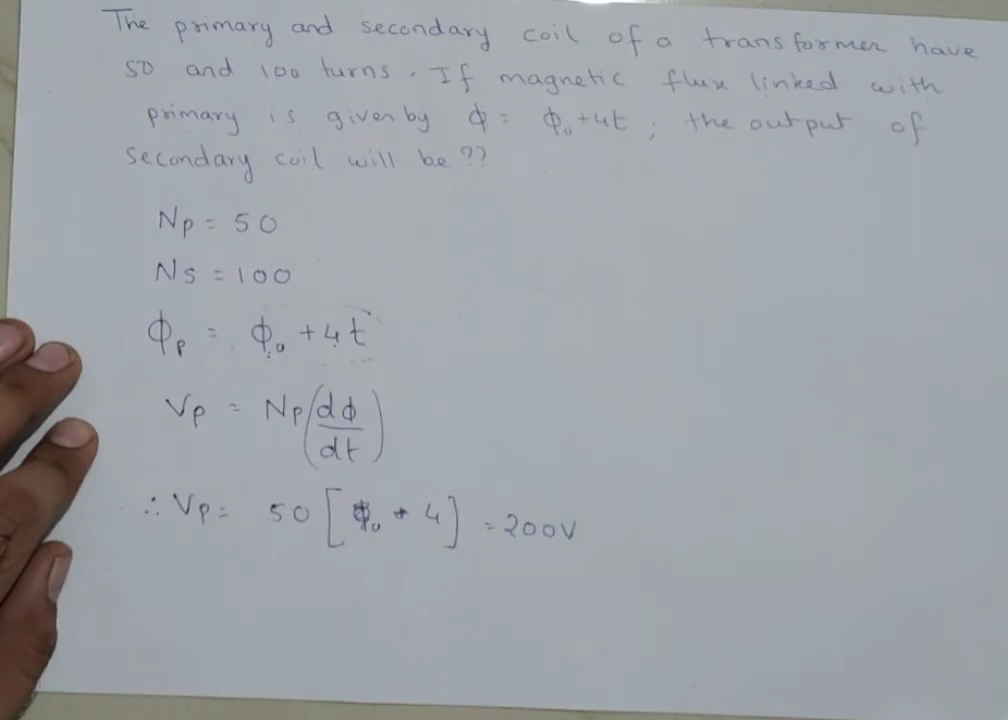 The primary and secondary coil of a transformer have
50 and 100 turns. If magnetic flux linked with
primary is given by ϕ = ϕ₀+4t ; the output of
secondary coil will be ??
Np = 50
Ns = 100
ϕp = ϕ₀ +4t
Vp = Np(dϕ/dt)
∴ Vp = 50 [ϕ₀ + 4] = 200V